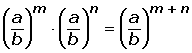 (a/b)^m · (a/b)^n = (a/b)^(m + n)